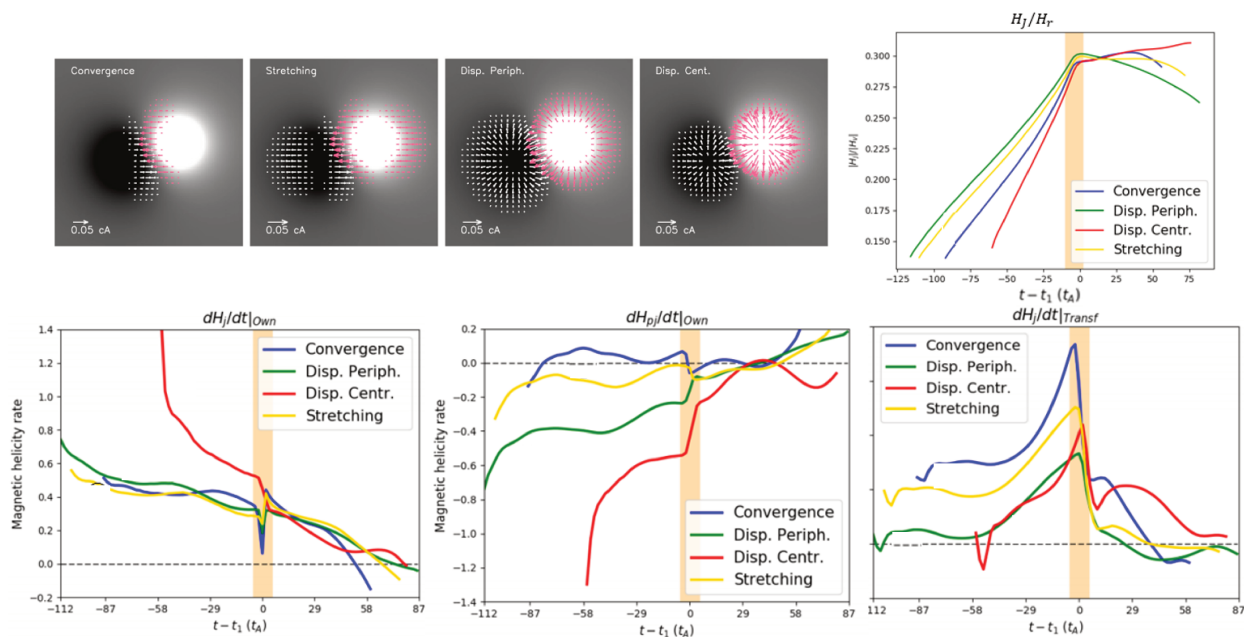 H_J/H_r
Convergence
Stretching
Disp. Periph.
Disp. Cent.
0.05 cA
0.05 cA
0.05 cA
0.05 cA
|H_j|/|H_v|
0.300
0.275
0.250
0.225
0.200
0.175
0.150
Convergence
Disp. Periph.
Disp. Centr.
Stretching
-125 -100 -75 -50 -25 0 25 50 75
t − t_1 (t_A)
dH_j/dt|_Own
Magnetic helicity rate
1.4
1.2
1.0
0.8
0.6
0.4
0.2
0.0
-0.2
Convergence
Disp. Periph.
Disp. Centr.
Stretching
-112 -87 -58 -29 0 29 58 87
t − t_1 (t_A)
dH_pj/dt|_Own
Magnetic helicity rate
0.2
0.0
-0.2
-0.4
-0.6
-0.8
-1.0
-1.2
-1.4
Convergence
Disp. Periph.
Disp. Centr.
Stretching
-112 -87 -58 -29 0 29 58 87
t − t_1 (t_A)
dH_j/dt|_Transf
Convergence
Disp. Periph.
Disp. Centr.
Stretching
112 -87 -58 -29 0 29 58 87
t − t_1 (t_A)